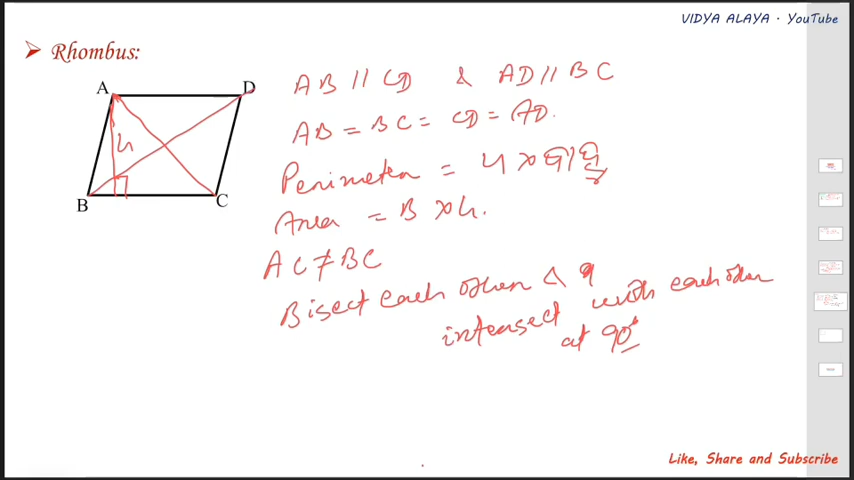 VIDYA ALAYA · YouTube
➢ Rhombus:
A D
h
B C
AB // CD & AD // BC
AB = BC = CD = AD.
Perimeter = 4 ×
Area = B × h.
AC ≠ BC
Bisect each other &
intersect with each other
at 90°
Like, Share and Subscribe